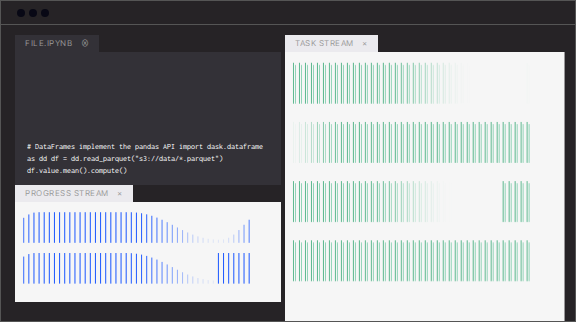 FILE.IPYNB ⓧ
# DataFrames implement the pandas API import dask.dataframe
as dd df = dd.read_parquet("s3://data/*.parquet")
df.value.mean().compute()
PROGRESS STREAM ×
TASK STREAM ×